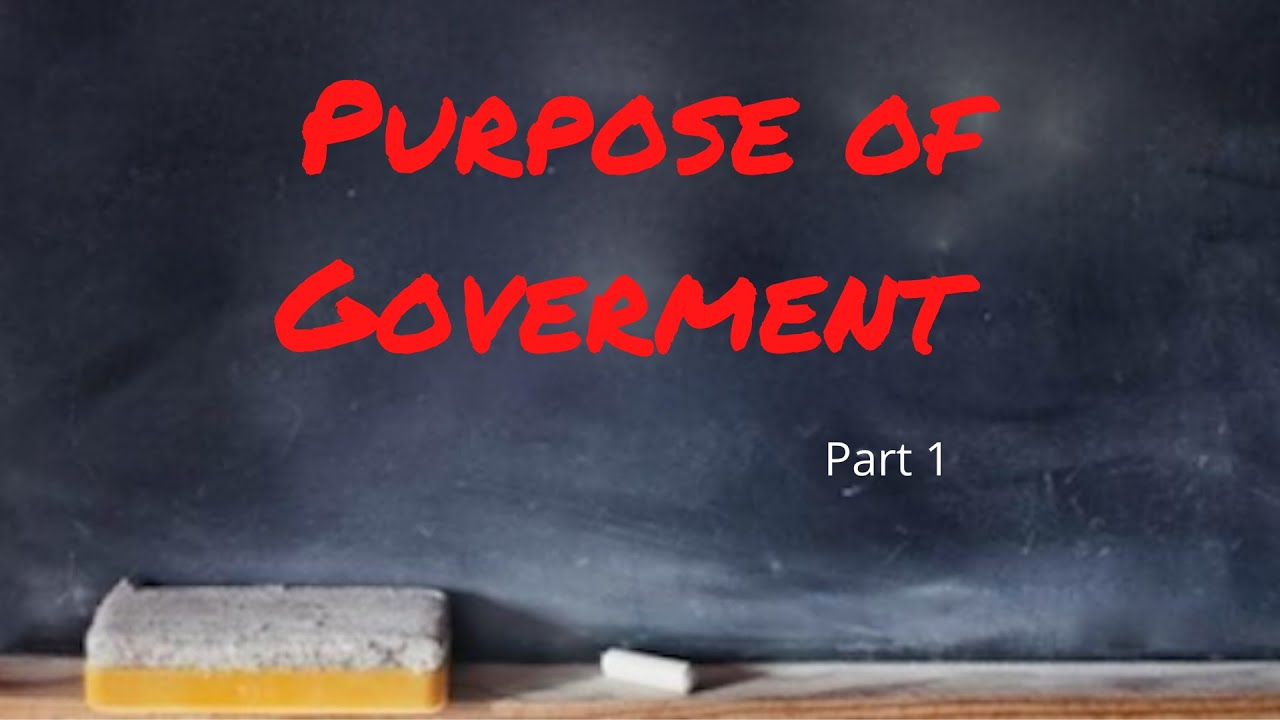 PURPOSE OF
GOVERMENT
Part 1